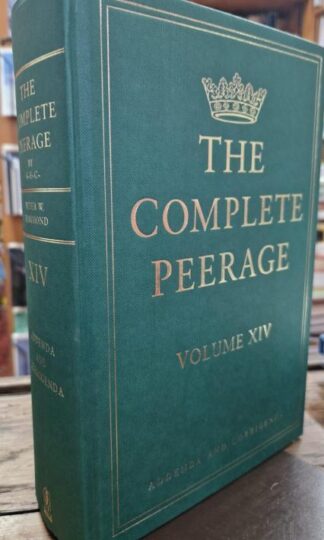 THE
COMPLETE
PEERAGE
BY
G·E·C·
PETER W.
HAMMOND
XIV
ADDENDA
AND
CORRIGENDA
THE
COMPLETE
PEERAGE
VOLUME XIV
ADDENDA AND CORRIGENDA